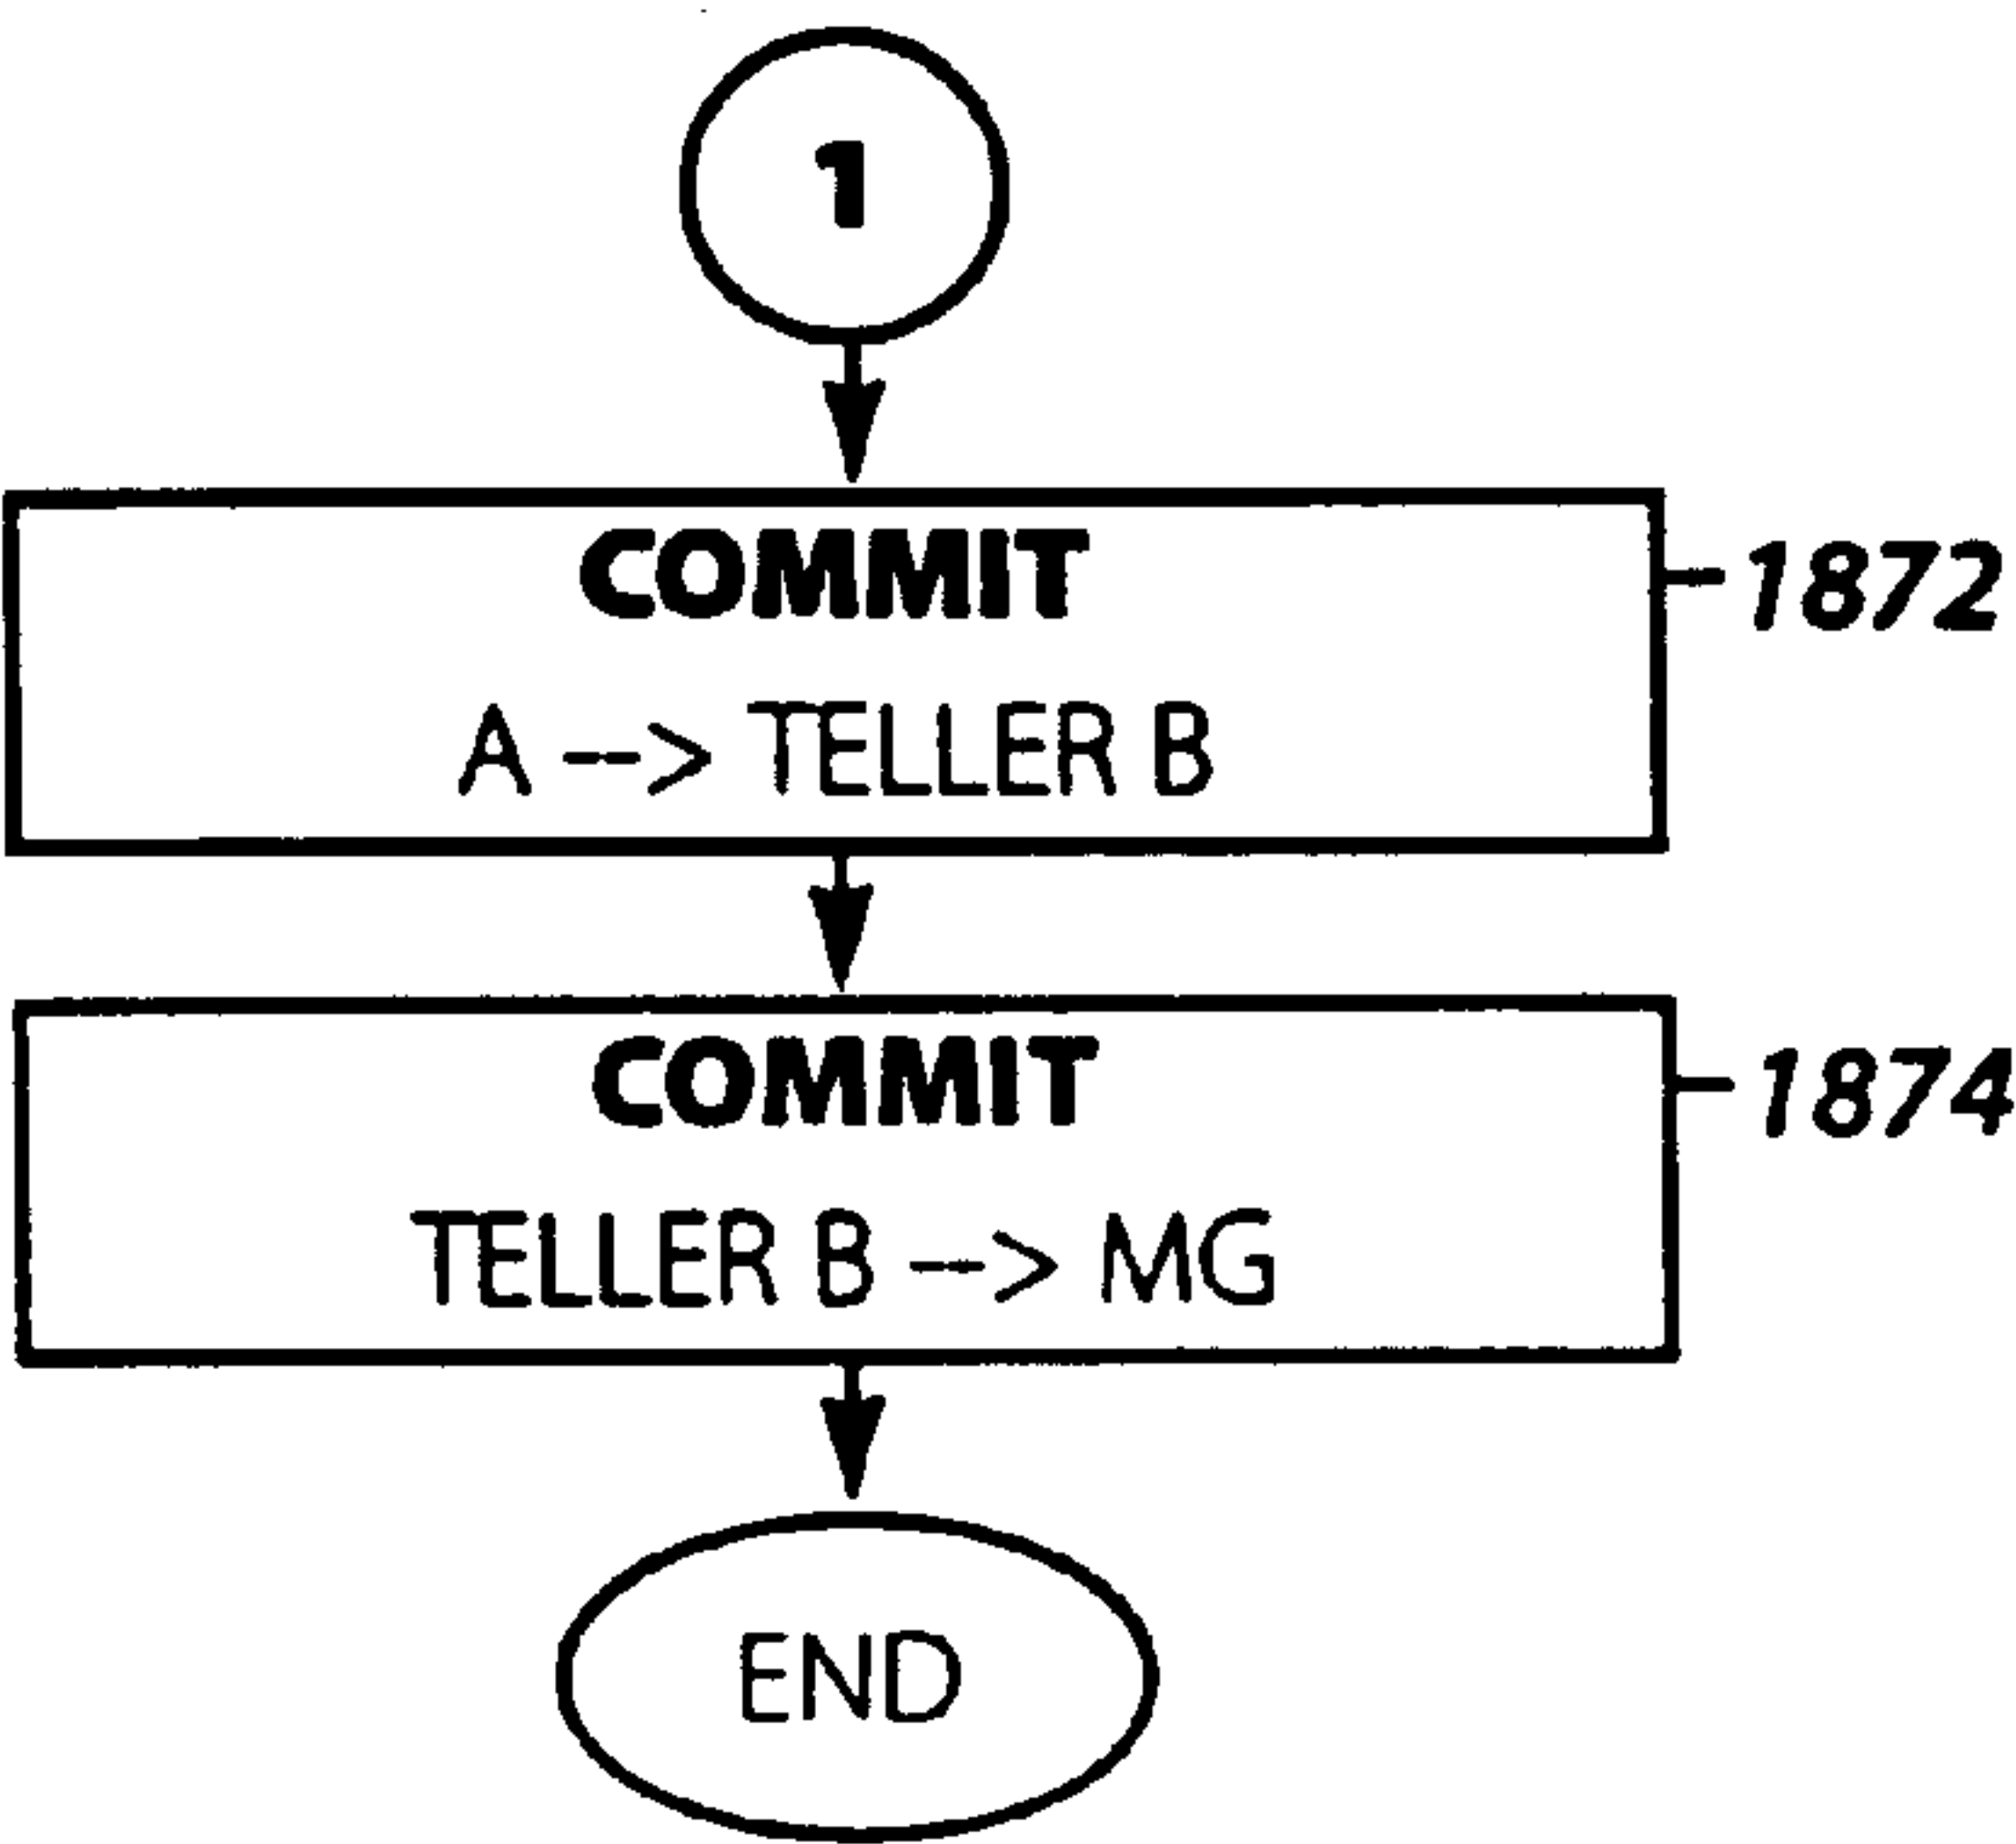 1
COMMIT
1872
A --> TELLER B
COMMIT
1874
TELLER B --> MG
END